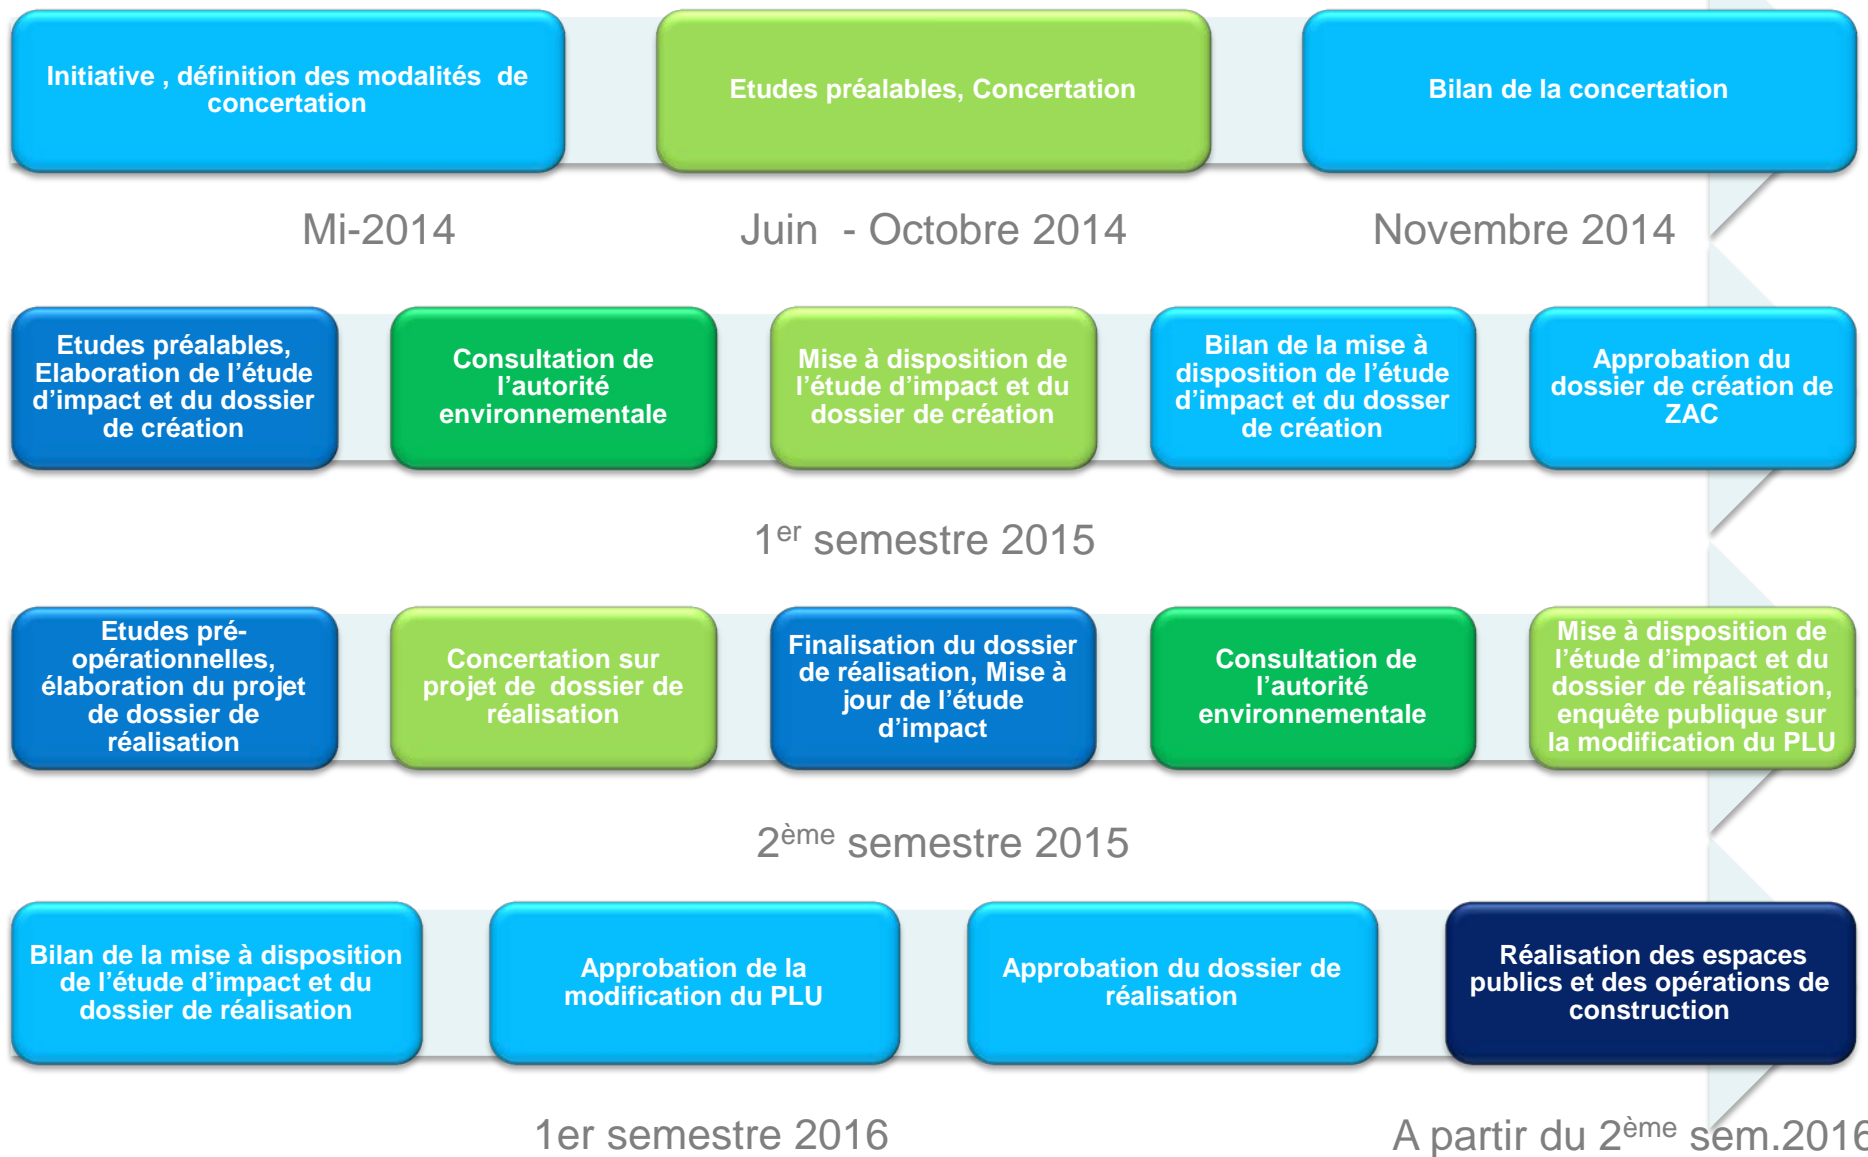 Initiative , définition des modalités  de
concertation
Etudes préalables, Concertation
Bilan de la concertation
Mi-2014
Juin  - Octobre 2014
Novembre 2014
Etudes préalables,
Elaboration de l’étude
d’impact et du dossier
de création
Consultation de
l’autorité
environnementale
Mise à disposition de
l’étude d’impact et du
dossier de création
Bilan de la mise à
disposition de l’étude
d’impact et du dosser
de création
Approbation du
dossier de création de
ZAC
1er semestre 2015
Etudes pré-
opérationnelles,
élaboration du projet
de dossier de
réalisation
Concertation sur
projet de  dossier de
réalisation
Finalisation du dossier
de réalisation, Mise à
jour de l’étude
d’impact
Consultation de
l’autorité
environnementale
Mise à disposition de
l’étude d’impact et du
dossier de réalisation,
enquête publique sur
la modification du PLU
2ème semestre 2015
Bilan de la mise à disposition
de l’étude d’impact et du
dossier de réalisation
Approbation de la
modification du PLU
Approbation du dossier de
réalisation
Réalisation des espaces
publics et des opérations de
construction
1er semestre 2016
A partir du 2ème sem.2016